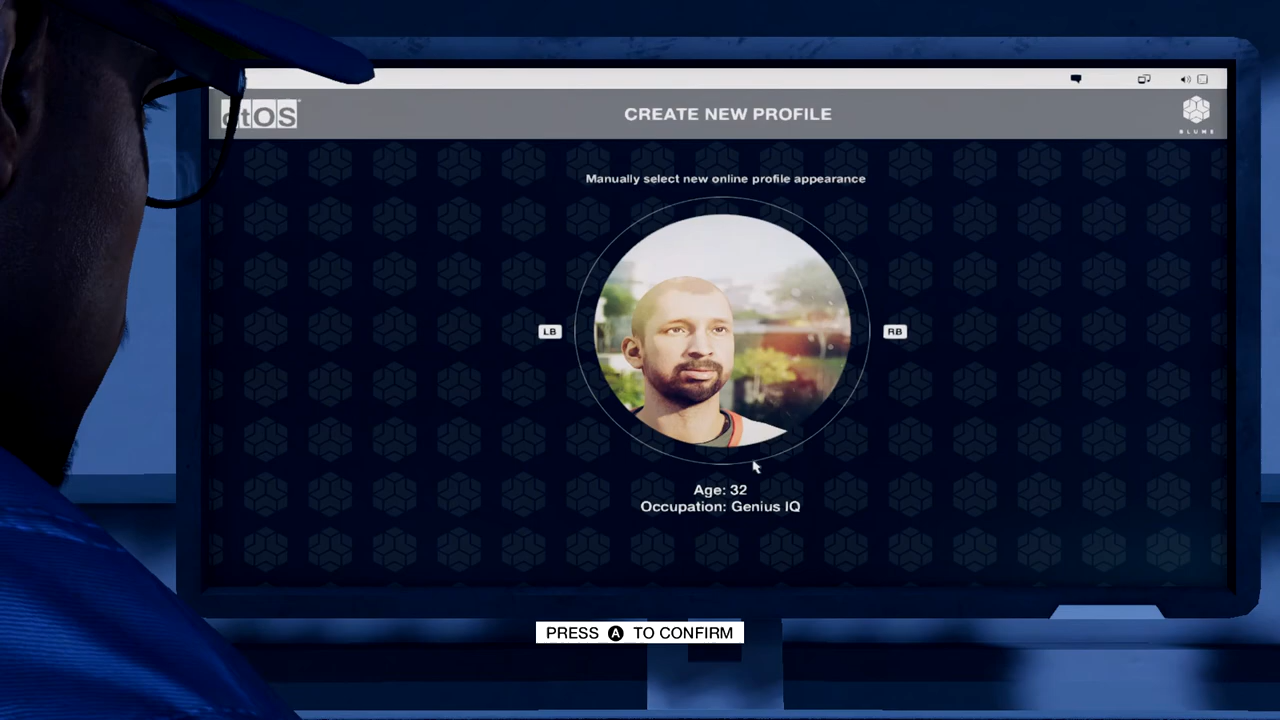 ctOS
CREATE NEW PROFILE
BLUME
Manually select new online profile appearance
LB
RB
Age: 32
Occupation: Genius IQ
PRESS A TO CONFIRM